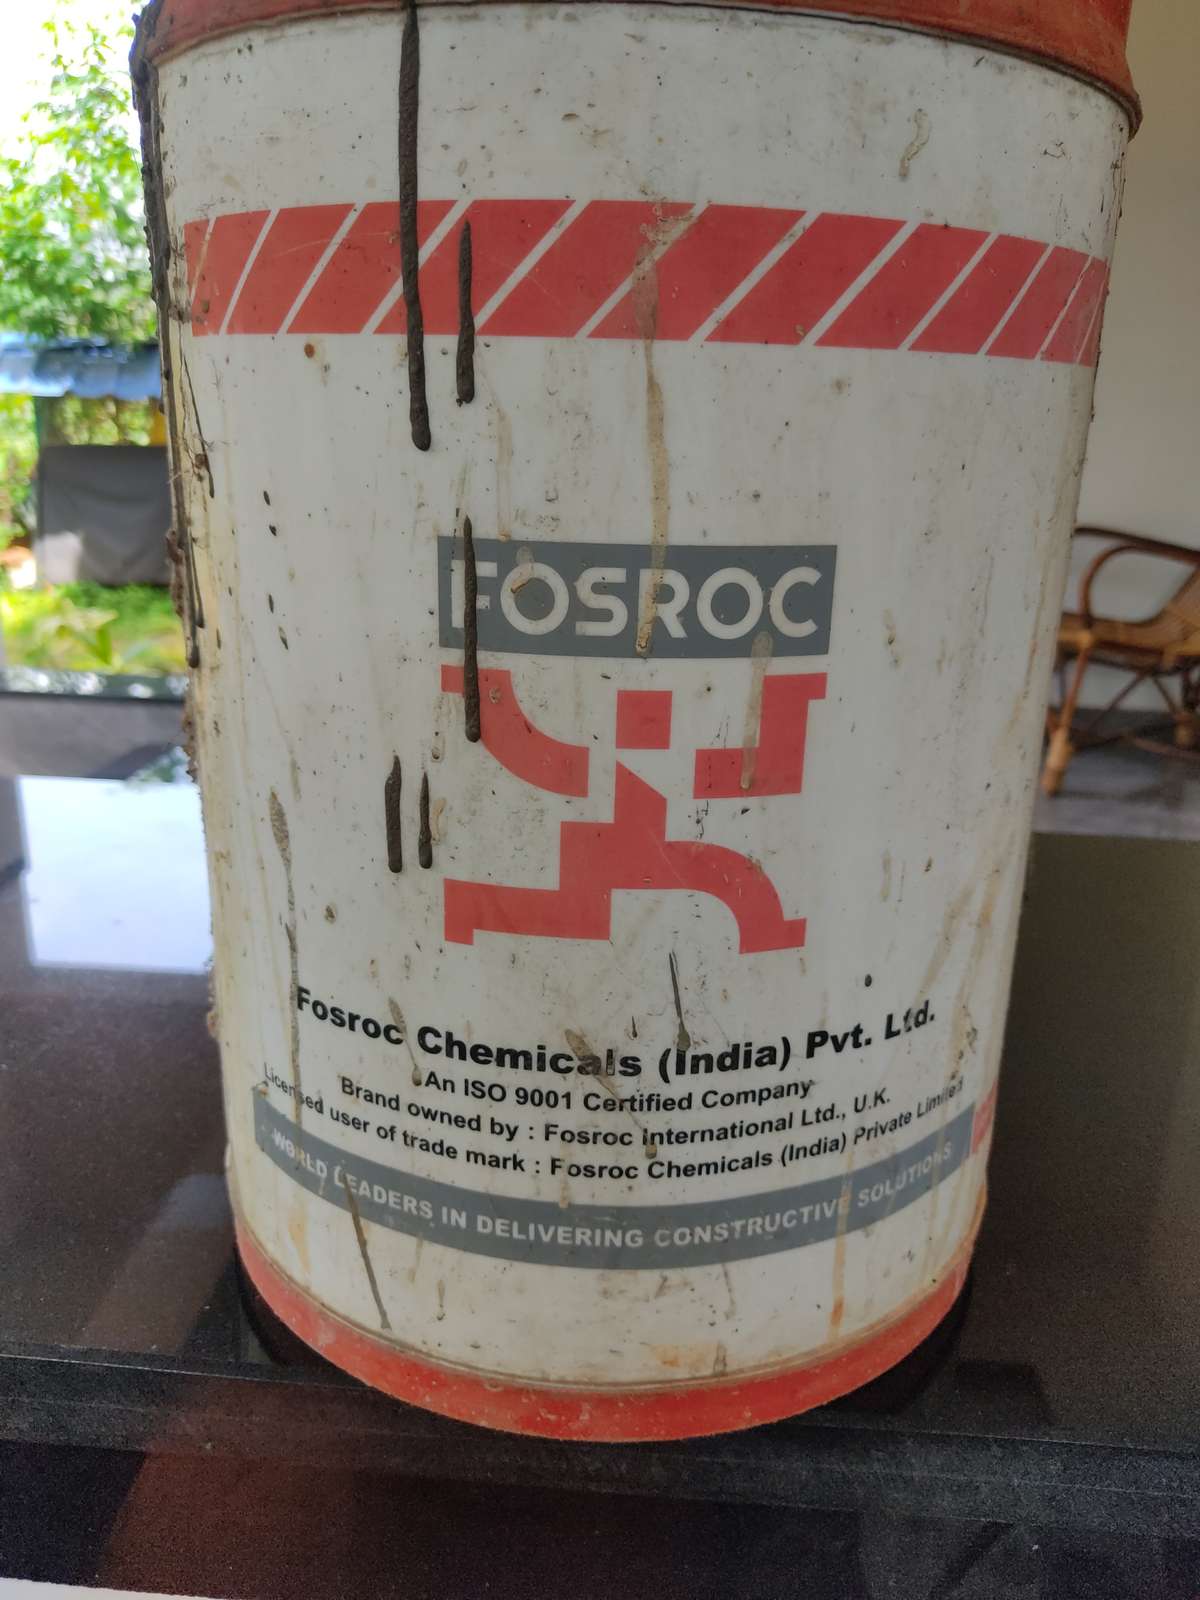 FOSROC
Fosroc Chemicals (India) Pvt. Ltd.
An ISO 9001 Certified Company
Brand owned by : Fosroc International Ltd., U.K.
Licensed user of trade mark : Fosroc Chemicals (India) Private Limited
WORLD LEADERS IN DELIVERING CONSTRUCTIVE SOLUTIONS